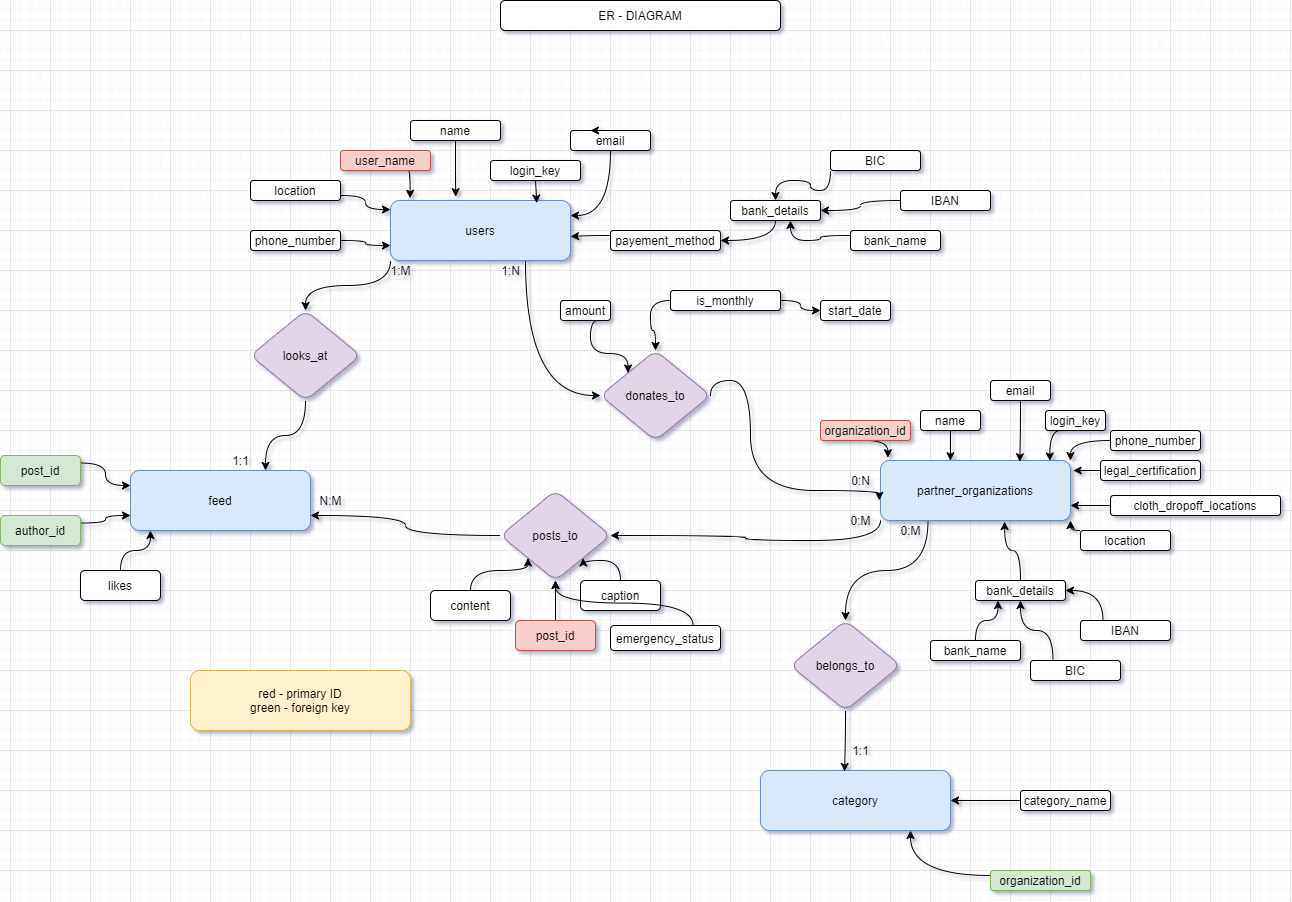 ER - DIAGRAM
name
email
user_name
login_key
BIC
location
IBAN
bank_details
users
phone_number
payement_method
bank_name
1:M
1:N
is_monthly
amount
start_date
looks_at
donates_to
email
organization_id
name
login_key
phone_number
1:1
post_id
legal_certification
0:N
partner_organizations
feed
N:M
cloth_dropoff_locations
0:M
0:M
author_id
posts_to
location
likes
content
caption
bank_details
post_id
emergency_status
IBAN
bank_name
belongs_to
BIC
red - primary ID
green - foreign key
1:1
category
category_name
organization_id